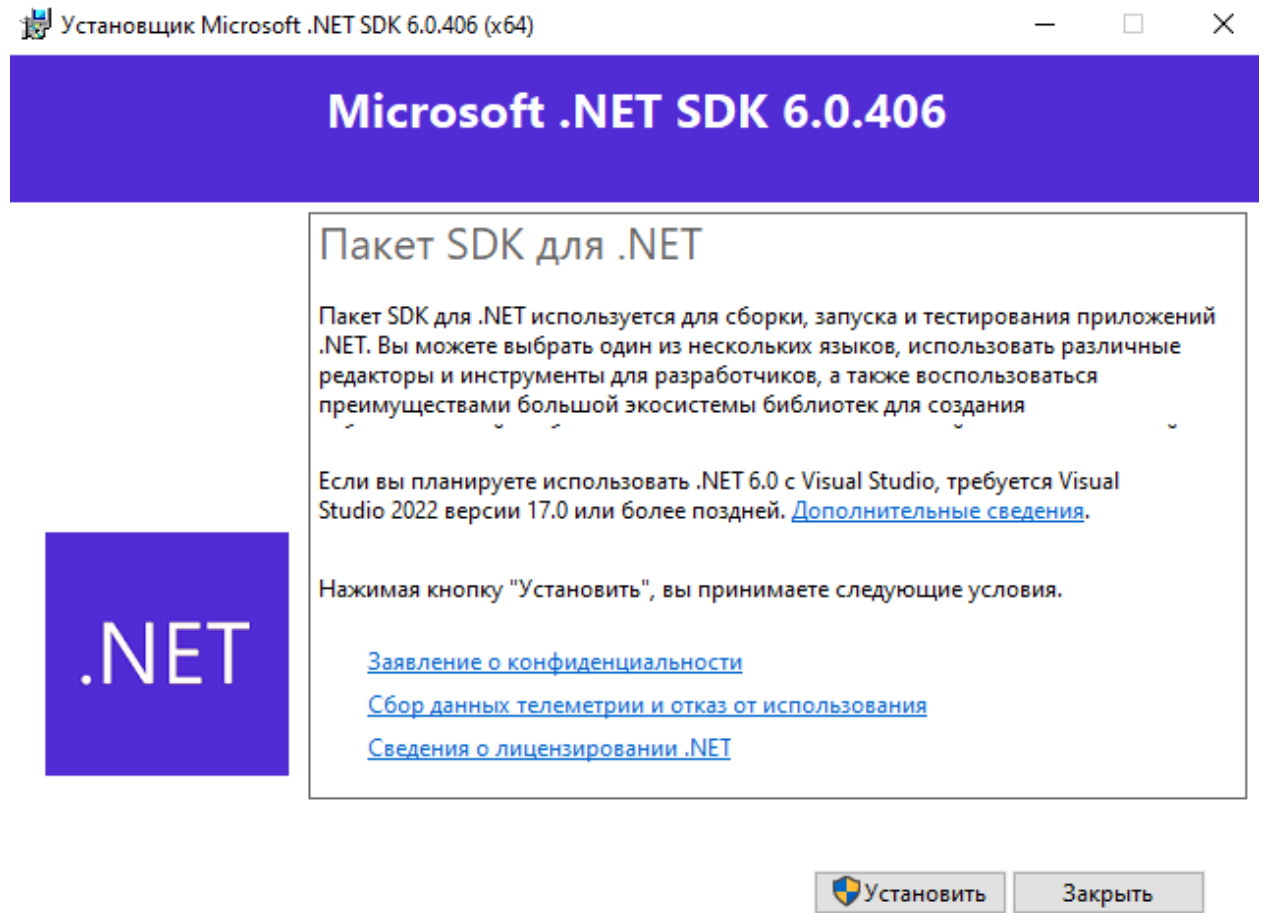 Установщик Microsoft .NET SDK 6.0.406 (x64)
Microsoft .NET SDK 6.0.406
Пакет SDK для .NET
Пакет SDK для .NET используется для сборки, запуска и тестирования приложений
.NET. Вы можете выбрать один из нескольких языков, использовать различные
редакторы и инструменты для разработчиков, а также воспользоваться
преимуществами большой экосистемы библиотек для создания
Если вы планируете использовать .NET 6.0 с Visual Studio, требуется Visual
Studio 2022 версии 17.0 или более поздней. Дополнительные сведения.
Нажимая кнопку "Установить", вы принимаете следующие условия.
.NET
Заявление о конфиденциальности
Сбор данных телеметрии и отказ от использования
Сведения о лицензировании .NET
Установить
Закрыть